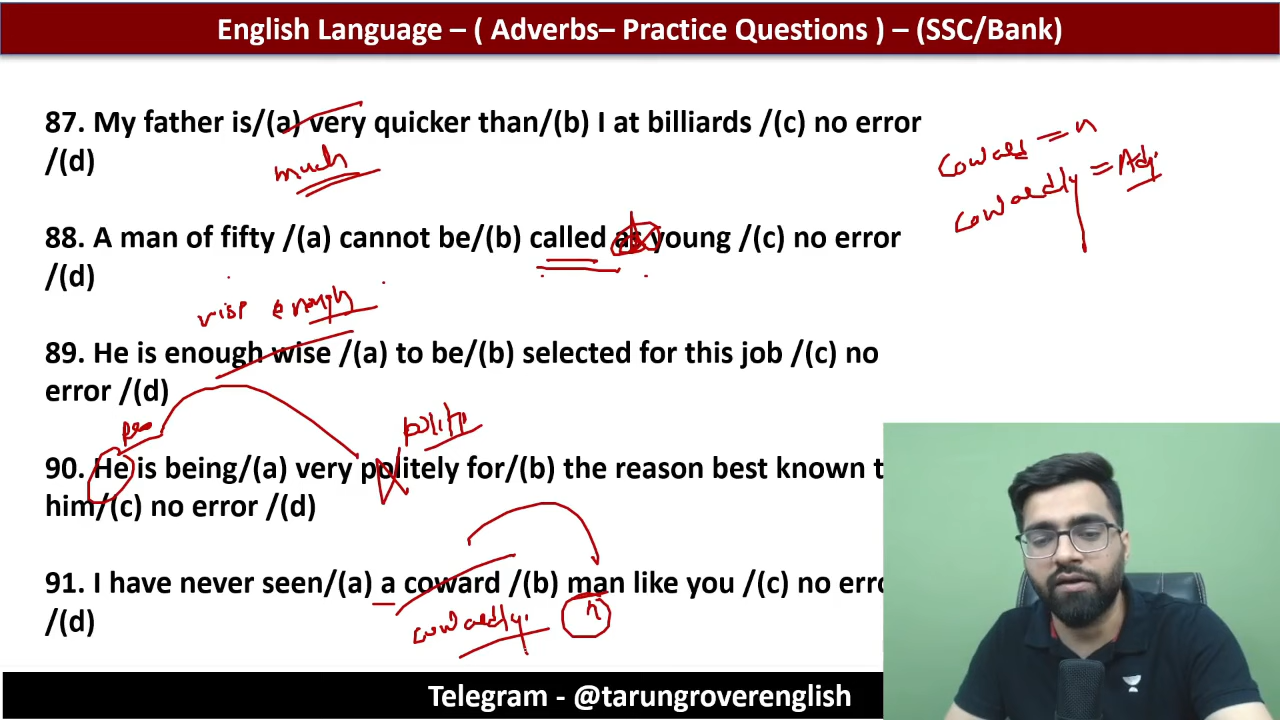 English Language – ( Adverbs– Practice Questions ) – (SSC/Bank)
87. My father is/(a) very quicker than/(b) I at billiards /(c) no error
/(d)
much
coward = n
cowardly = Adj.
88. A man of fifty /(a) cannot be/(b) called as young /(c) no error
/(d)
enough
89. He is enough wise /(a) to be/(b) selected for this job /(c) no
error /(d)
polite
90. He is being/(a) very politely for/(b) the reason best known t
him/(c) no error /(d)
91. I have never seen/(a) a coward /(b) man like you /(c) no erro
/(d)
cowardly.
n
Telegram - @tarungroverenglish